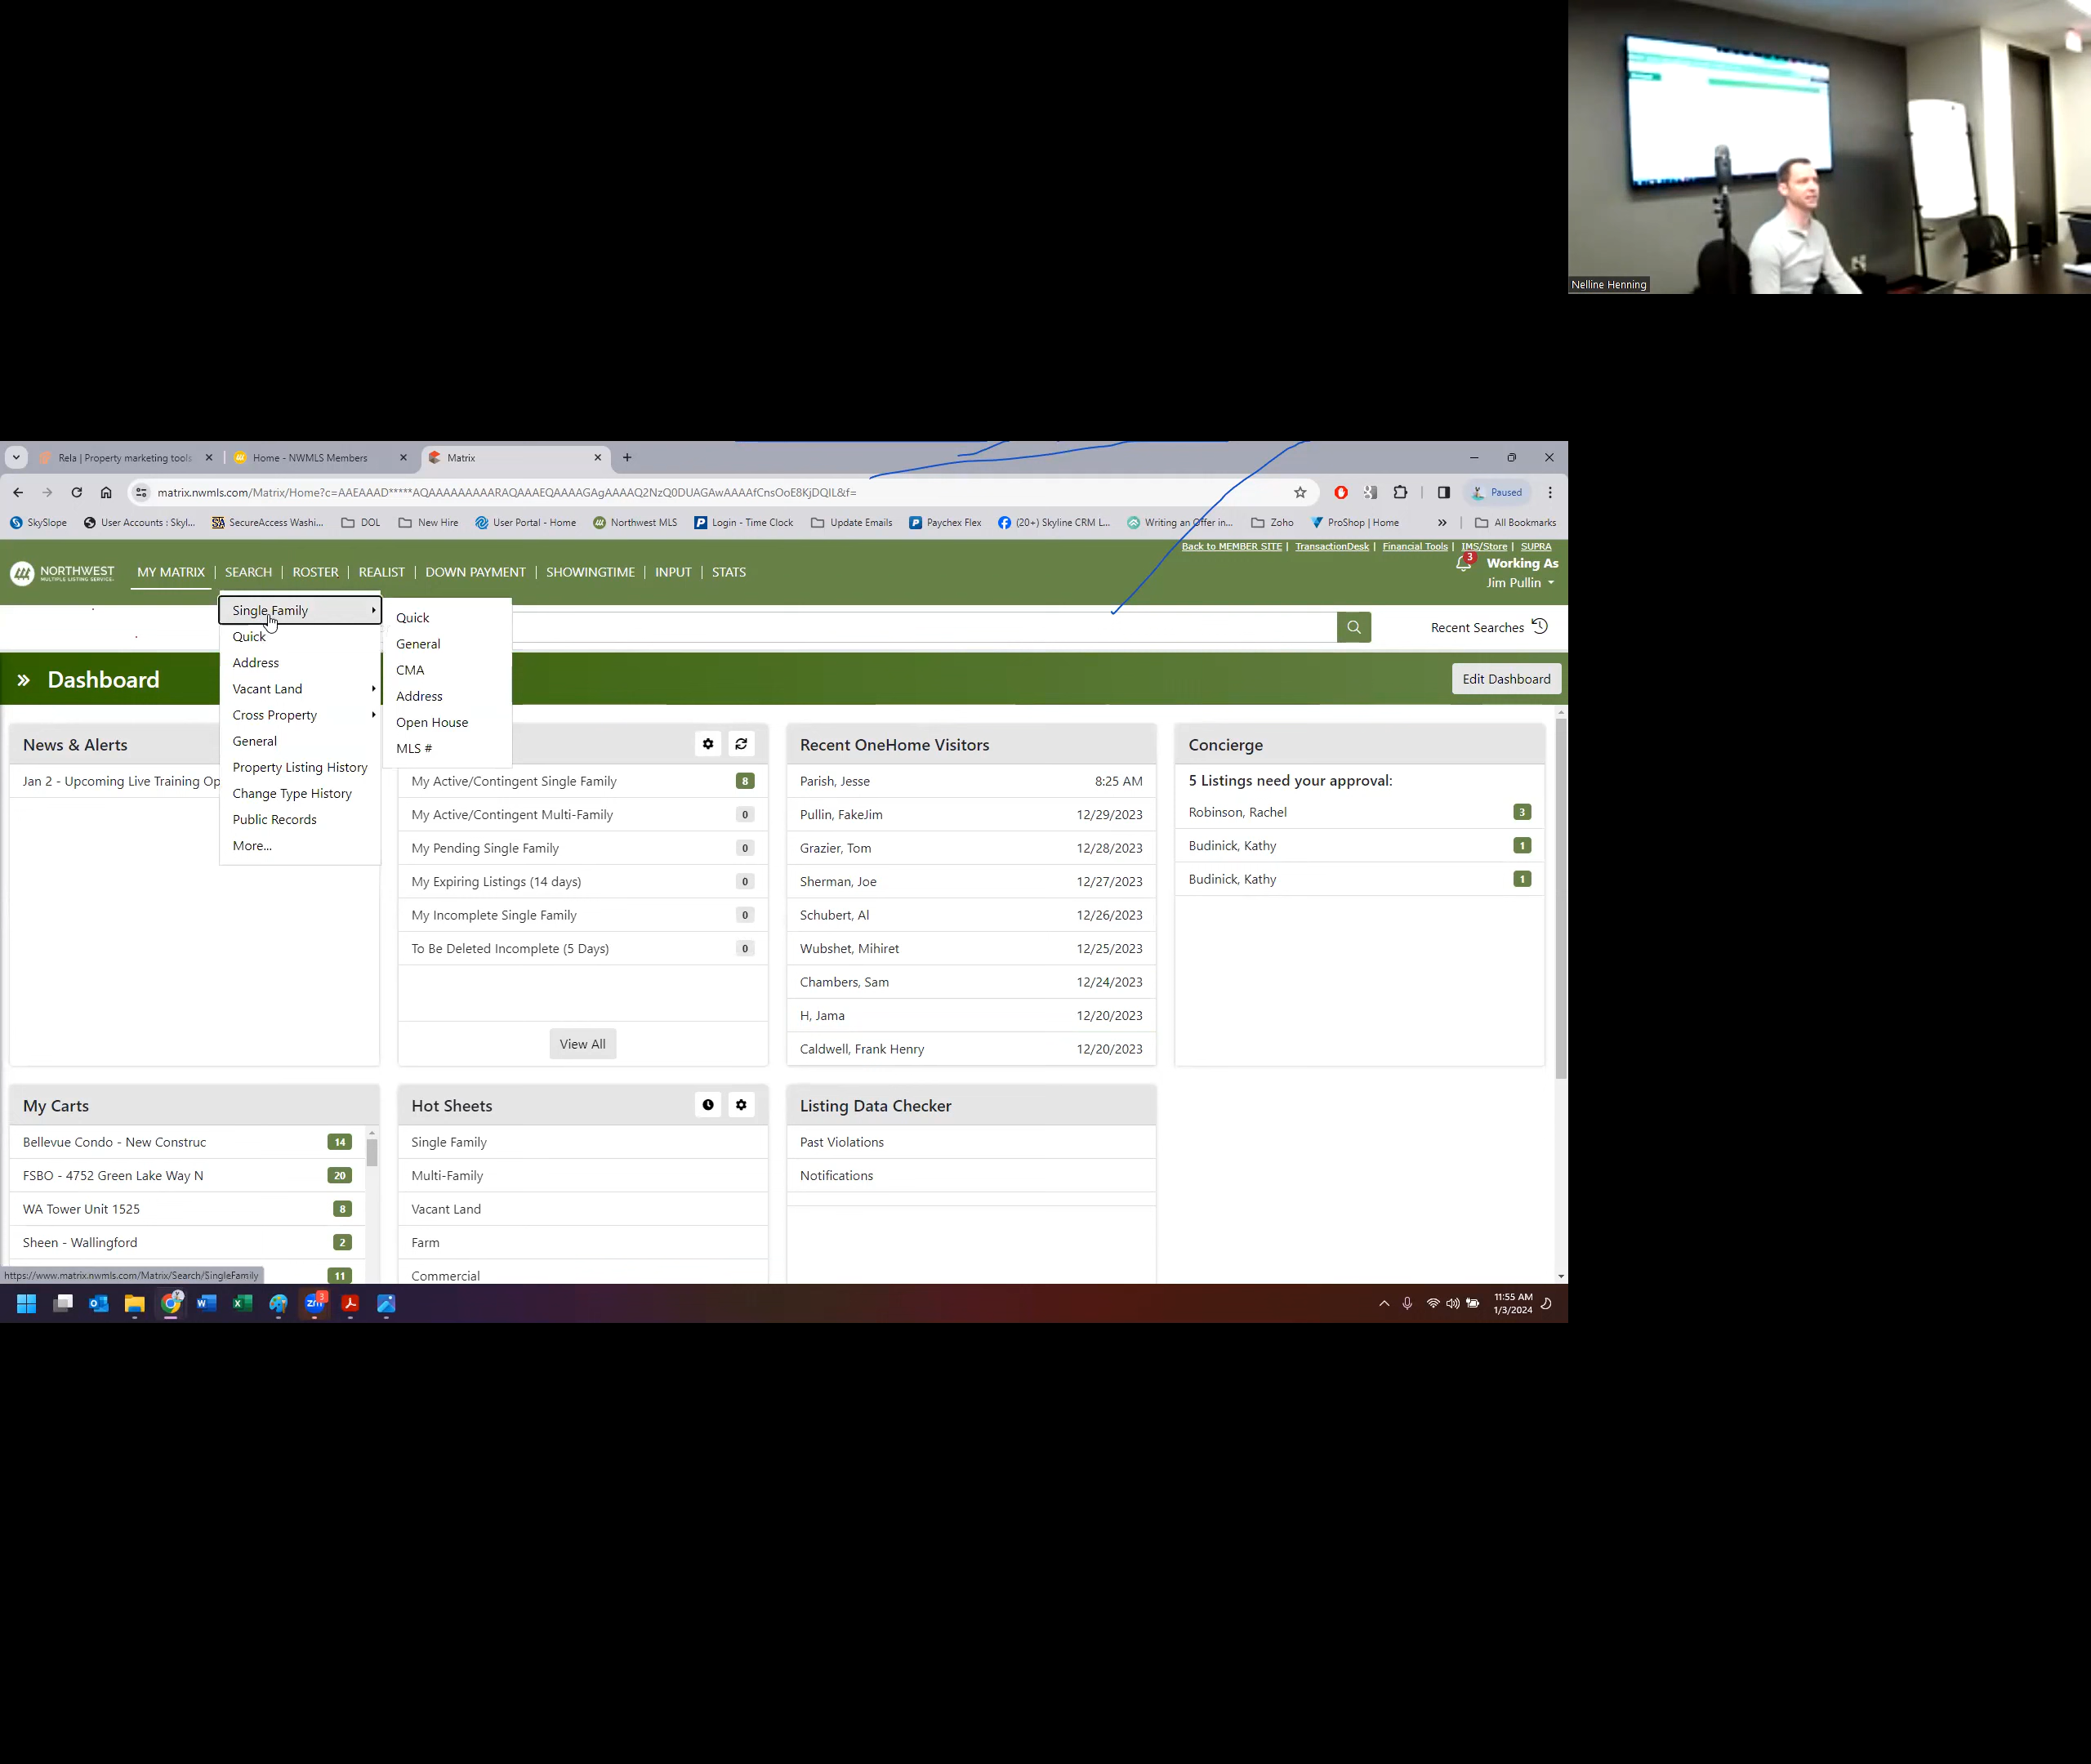 Nelline Henning
Rela | Property marketing tools
Home - NWMLS Members
Matrix
matrix.nwmls.com/Matrix/Home?c=AAEAAAD*****AQAAAAAAAAARAQAAAEQAAAAGAgAAAAQ2NzQ0DUAGAwAAAAfCnsOoE8KjDQIL&f=
Paused
SkySlope
User Accounts : Skyl...
SecureAccess Washi...
DOL
New Hire
User Portal - Home
Northwest MLS
Login - Time Clock
Update Emails
Paychex Flex
(20+) Skyline CRM L...
Writing an Offer in...
Zoho
ProShop | Home
»
All Bookmarks
Back to MEMBER SITE | TransactionDesk | Financial Tools | IMS/Store | SUPRA
NORTHWEST
MULTIPLE LISTING SERVICE
MY MATRIX | SEARCH | ROSTER | REALIST | DOWN PAYMENT | SHOWINGTIME | INPUT | STATS
3
Working As
Jim Pullin
Single Family
Quick
Address
Vacant Land
Cross Property
General
Property Listing History
Change Type History
Public Records
More...
Quick
General
CMA
Address
Open House
MLS #
Recent Searches
» Dashboard
Edit Dashboard
News & Alerts
Jan 2 - Upcoming Live Training Op
My Active/Contingent Single Family 8
My Active/Contingent Multi-Family 0
My Pending Single Family 0
My Expiring Listings (14 days) 0
My Incomplete Single Family 0
To Be Deleted Incomplete (5 Days) 0
View All
Recent OneHome Visitors
Parish, Jesse 8:25 AM
Pullin, FakeJim 12/29/2023
Grazier, Tom 12/28/2023
Sherman, Joe 12/27/2023
Schubert, Al 12/26/2023
Wubshet, Mihiret 12/25/2023
Chambers, Sam 12/24/2023
H, Jama 12/20/2023
Caldwell, Frank Henry 12/20/2023
Concierge
5 Listings need your approval:
Robinson, Rachel 3
Budinick, Kathy 1
Budinick, Kathy 1
My Carts
Bellevue Condo - New Construc 14
FSBO - 4752 Green Lake Way N 20
WA Tower Unit 1525 8
Sheen - Wallingford 2
11
Hot Sheets
Single Family
Multi-Family
Vacant Land
Farm
Commercial
Listing Data Checker
Past Violations
Notifications
https://www.matrix.nwmls.com/Matrix/Search/SingleFamily
zm
3
11:55 AM
1/3/2024